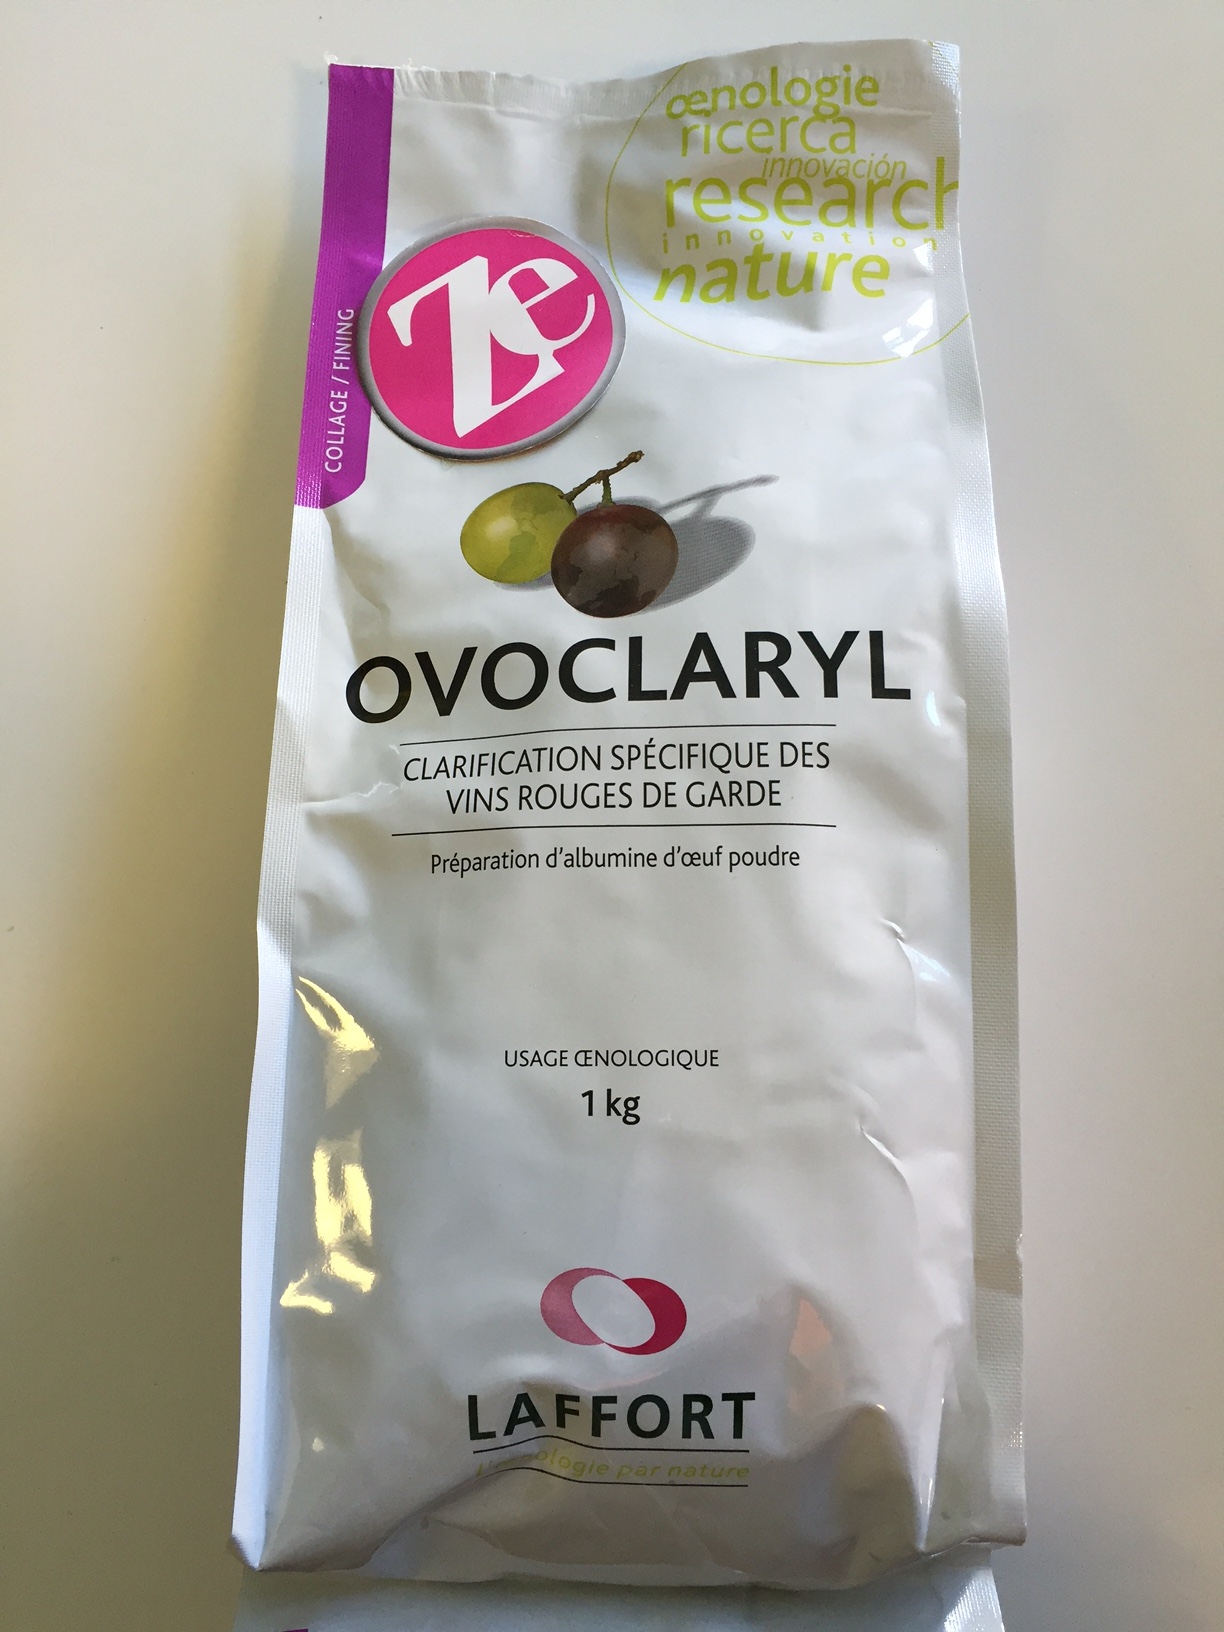 œnologie
ricerca
innovación
research
innovation
nature
COLLAGE / FINING
Ze
OVOCLARYL
CLARIFICATION SPÉCIFIQUE DES
VINS ROUGES DE GARDE
Préparation d'albumine d'œuf poudre
USAGE ŒNOLOGIQUE
1 kg
LAFFORT
l'œnologie par nature